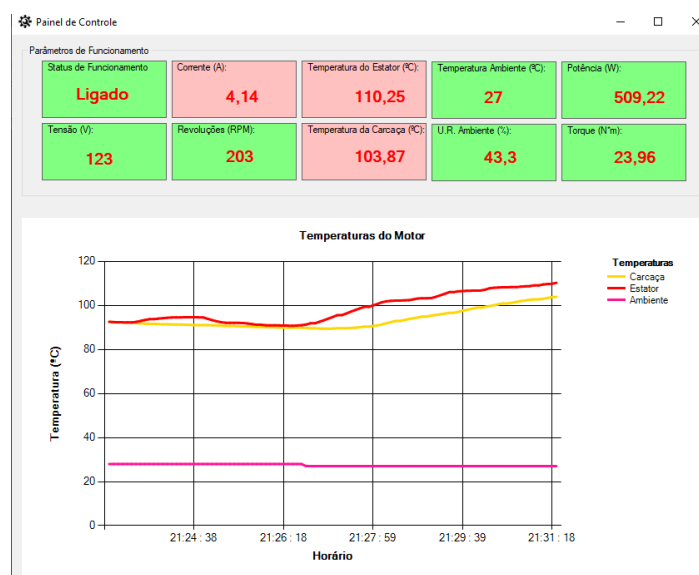 Painel de Controle
Parâmetros de Funcionamento
Status de Funcionamento
Ligado
Corrente (A):
4,14
Temperatura do Estator (ºC):
110,25
Temperatura Ambiente (ºC):
27
Potência (W):
509,22
Tensão (V):
123
Revoluções (RPM):
203
Temperatura da Carcaça (ºC):
103,87
U.R. Ambiente (%):
43,3
Torque (N*m):
23,96
Temperaturas do Motor
Temperatura (ºC)
120
100
80
60
40
20
0
21:24 : 38
21:26 : 18
21:27 : 59
21:29 : 39
21:31 : 18
Horário
Temperaturas
Carcaça
Estator
Ambiente